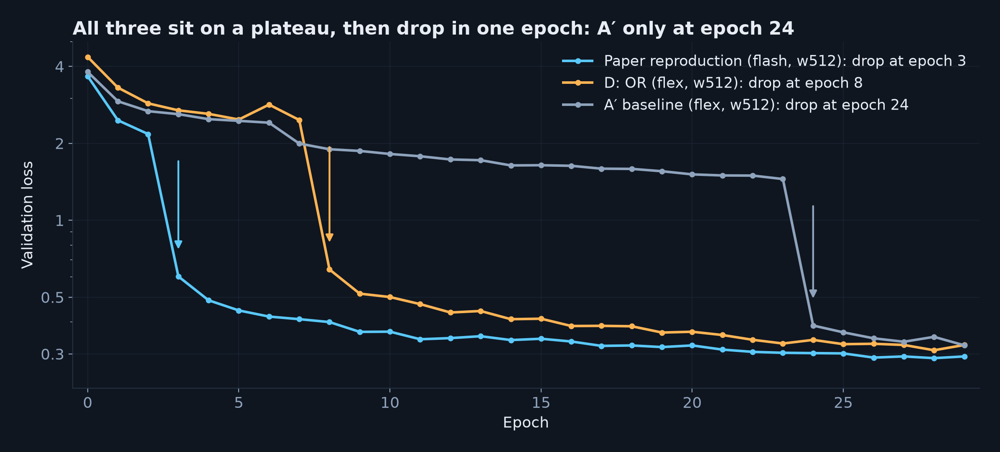 All three sit on a plateau, then drop in one epoch: A′ only at epoch 24
Paper reproduction (flash, w512): drop at epoch 3
D: OR (flex, w512): drop at epoch 8
A′ baseline (flex, w512): drop at epoch 24
Validation loss
4
2
1
0.5
0.3
0 5 10 15 20 25
Epoch